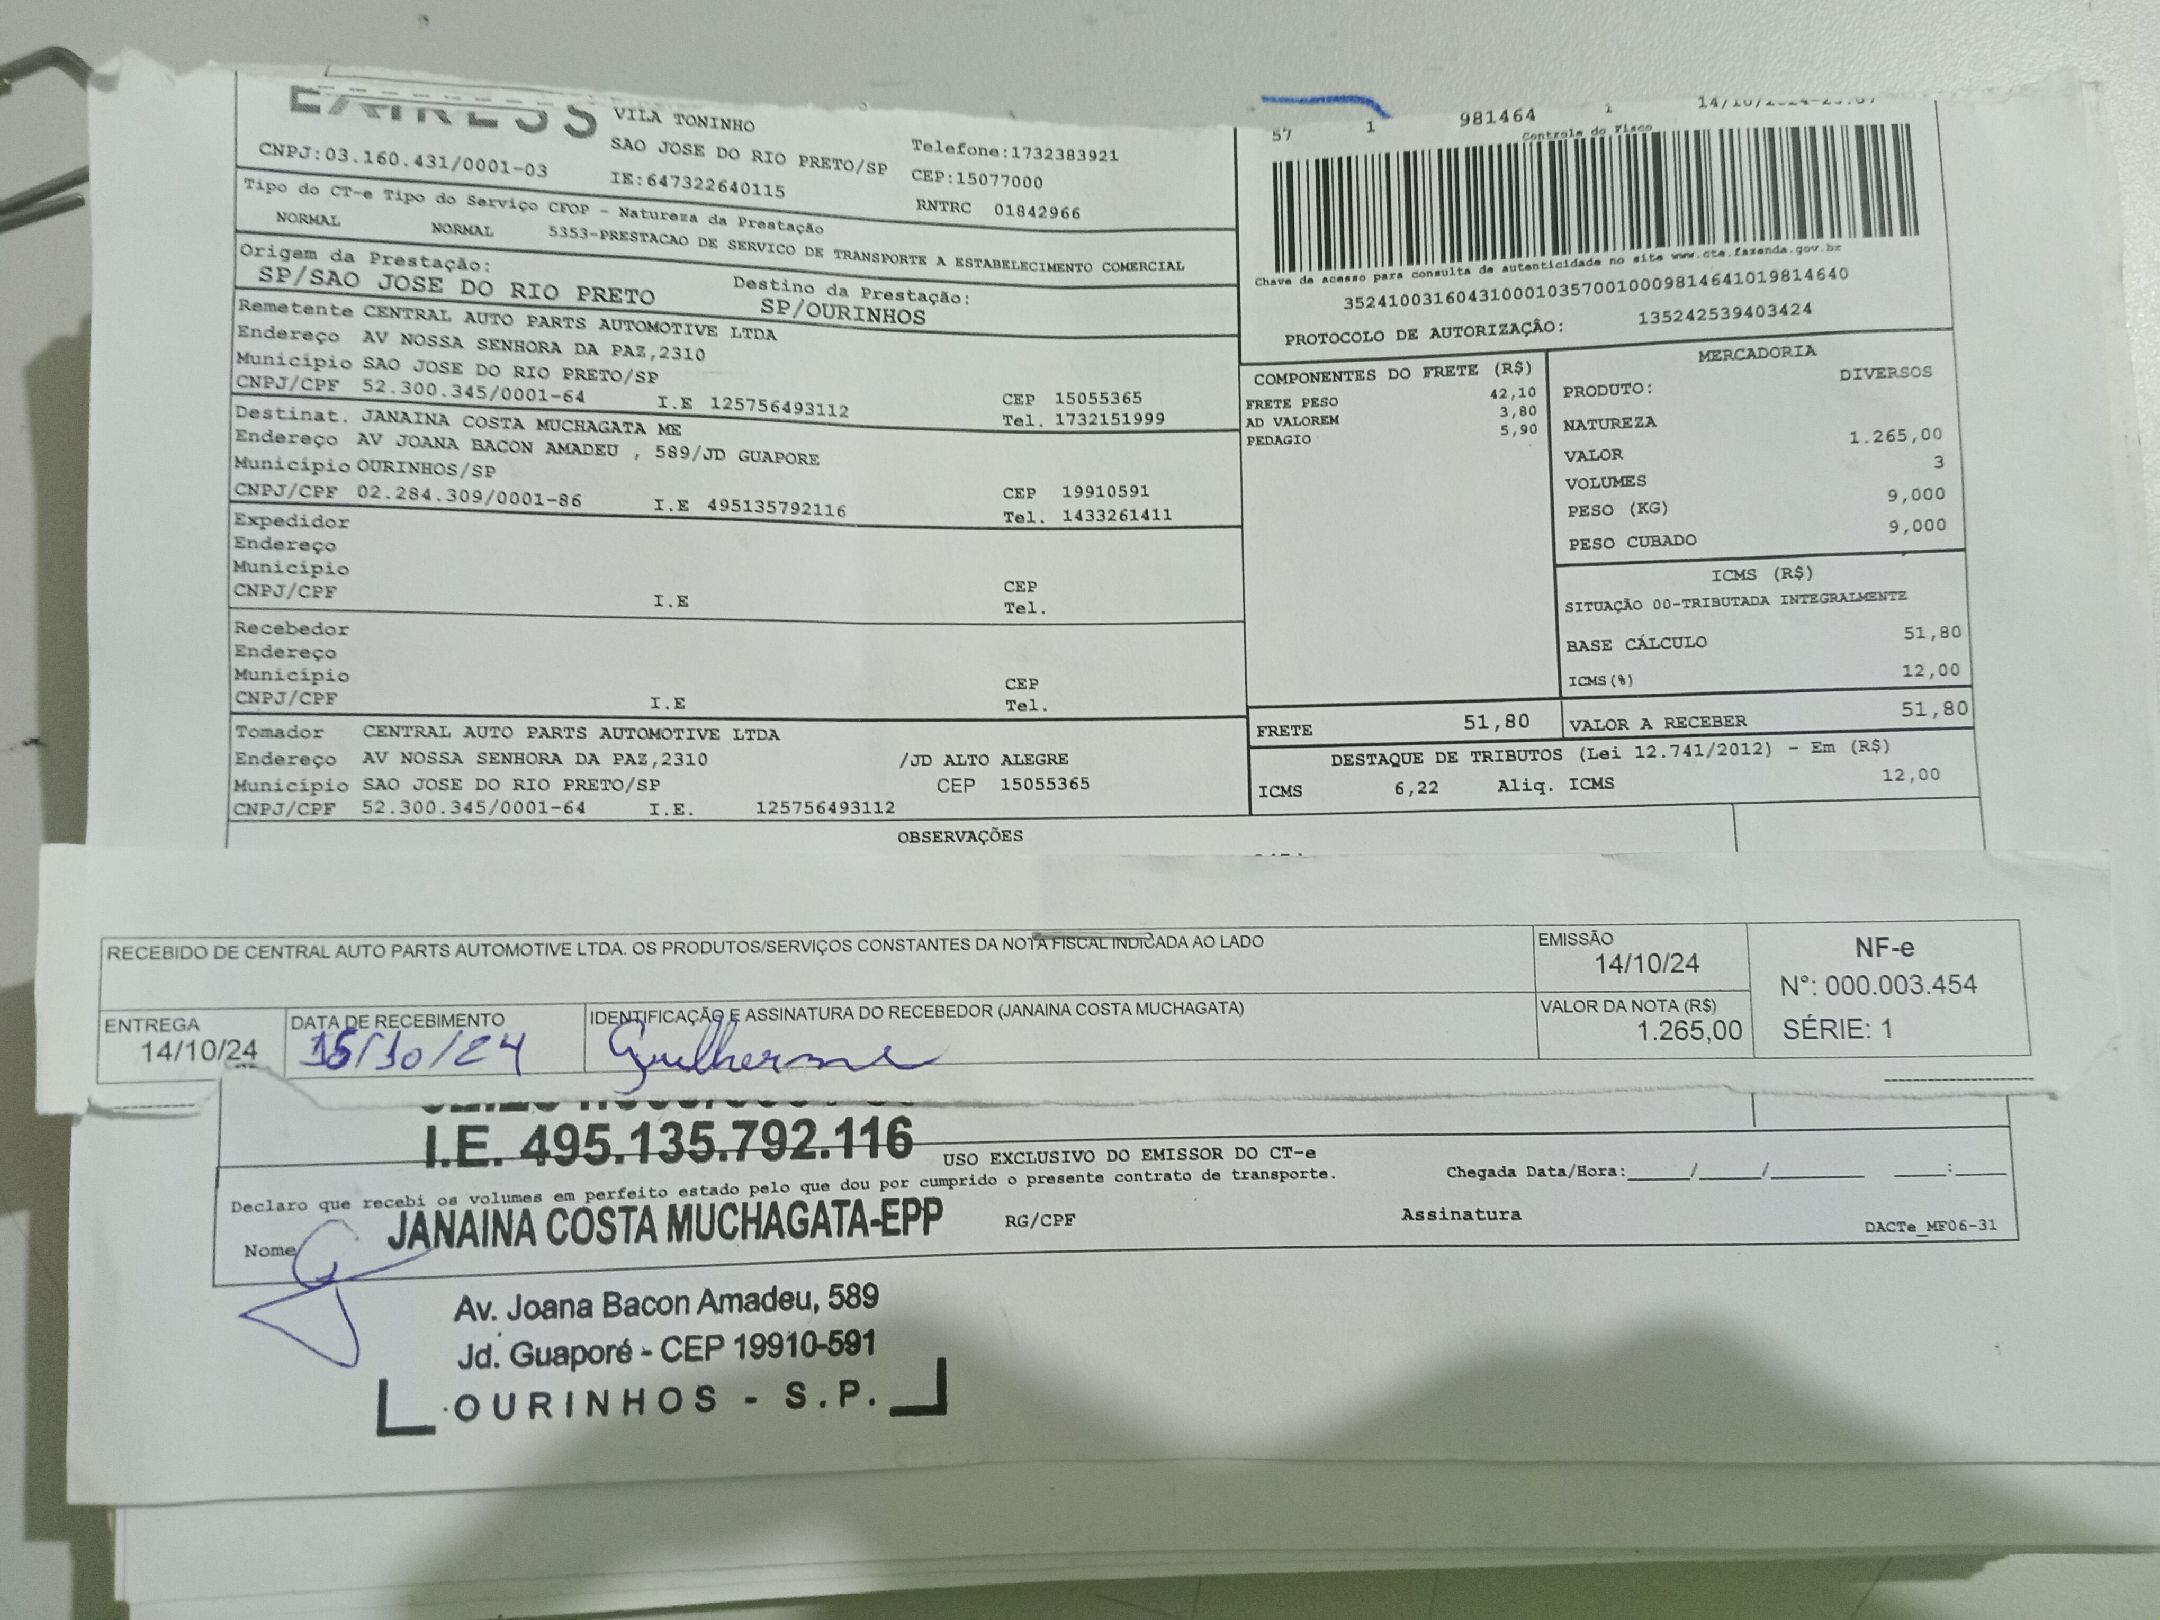 EXPRESS
VILA TONINHO
SAO JOSE DO RIO PRETO/SP
Telefone:1732383921
CNPJ:03.160.431/0001-03
IE:647322640115
CEP:15077000
RNTRC 01842966
57 1 981464 1
Controle do Fisco
Tipo do CT-e Tipo do Serviço CFOP - Natureza da Prestação
NORMAL NORMAL 5353-PRESTACAO DE SERVICO DE TRANSPORTE A ESTABELECIMENTO COMERCIAL
Chave de acesso para consulta de autenticidade no site www.cte.fazenda.gov.br
35241003160431000103570010009814641019814640
PROTOCOLO DE AUTORIZAÇÃO: 135242539403424
Origem da Prestação:
SP/SAO JOSE DO RIO PRETO
Destino da Prestação:
SP/OURINHOS
Remetente CENTRAL AUTO PARTS AUTOMOTIVE LTDA
Endereço AV NOSSA SENHORA DA PAZ,2310
Município SAO JOSE DO RIO PRETO/SP CEP 15055365
CNPJ/CPF 52.300.345/0001-64 I.E 125756493112 Tel. 1732151999
Destinat. JANAINA COSTA MUCHAGATA ME
Endereço AV JOANA BACON AMADEU , 589/JD GUAPORE
Município OURINHOS/SP CEP 19910591
CNPJ/CPF 02.284.309/0001-86 I.E 495135792116 Tel. 1433261411
Expedidor
Endereço
Município CEP
CNPJ/CPF I.E Tel.
Recebedor
Endereço
Município CEP
CNPJ/CPF I.E Tel.
Tomador CENTRAL AUTO PARTS AUTOMOTIVE LTDA
Endereço AV NOSSA SENHORA DA PAZ,2310 /JD ALTO ALEGRE
Município SAO JOSE DO RIO PRETO/SP CEP 15055365
CNPJ/CPF 52.300.345/0001-64 I.E. 125756493112
COMPONENTES DO FRETE (R$)
FRETE PESO 42,10
AD VALOREM 3,80
PEDAGIO 5,90
MERCADORIA
PRODUTO: DIVERSOS
NATUREZA
VALOR 1.265,00
VOLUMES 3
PESO (KG) 9,000
PESO CUBADO 9,000
ICMS (R$)
SITUAÇÃO 00-TRIBUTADA INTEGRALMENTE
BASE CÁLCULO 51,80
ICMS(%) 12,00
FRETE 51,80 VALOR A RECEBER 51,80
DESTAQUE DE TRIBUTOS (Lei 12.741/2012) - Em (R$)
ICMS 6,22 Aliq. ICMS 12,00
OBSERVAÇÕES
RECEBIDO DE CENTRAL AUTO PARTS AUTOMOTIVE LTDA. OS PRODUTOS/SERVIÇOS CONSTANTES DA NOTA FISCAL INDICADA AO LADO
EMISSÃO
14/10/24
NF-e
N°: 000.003.454
SÉRIE: 1
ENTREGA
14/10/24
DATA DE RECEBIMENTO
15/10/24
IDENTIFICAÇÃO E ASSINATURA DO RECEBEDOR (JANAINA COSTA MUCHAGATA)
Guilherme
VALOR DA NOTA (R$)
1.265,00
I.E. 495.135.792.116
USO EXCLUSIVO DO EMISSOR DO CT-e
Declaro que recebi os volumes em perfeito estado pelo que dou por cumprido o presente contrato de transporte.
Chegada Data/Hora:____/____/______ ___:___
JANAINA COSTA MUCHAGATA-EPP
Nome RG/CPF Assinatura
DACTe_MF06-31
Av. Joana Bacon Amadeu, 589
Jd. Guaporé - CEP 19910-591
OURINHOS - S.P.